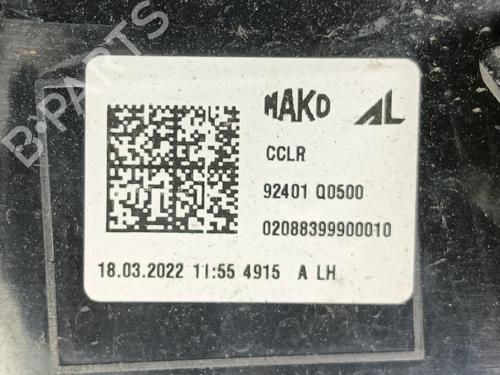 B-PARTS
MAKO AL
CCLR
92401 Q0500
02088399900010
18.03.2022 11:55 4915 A LH